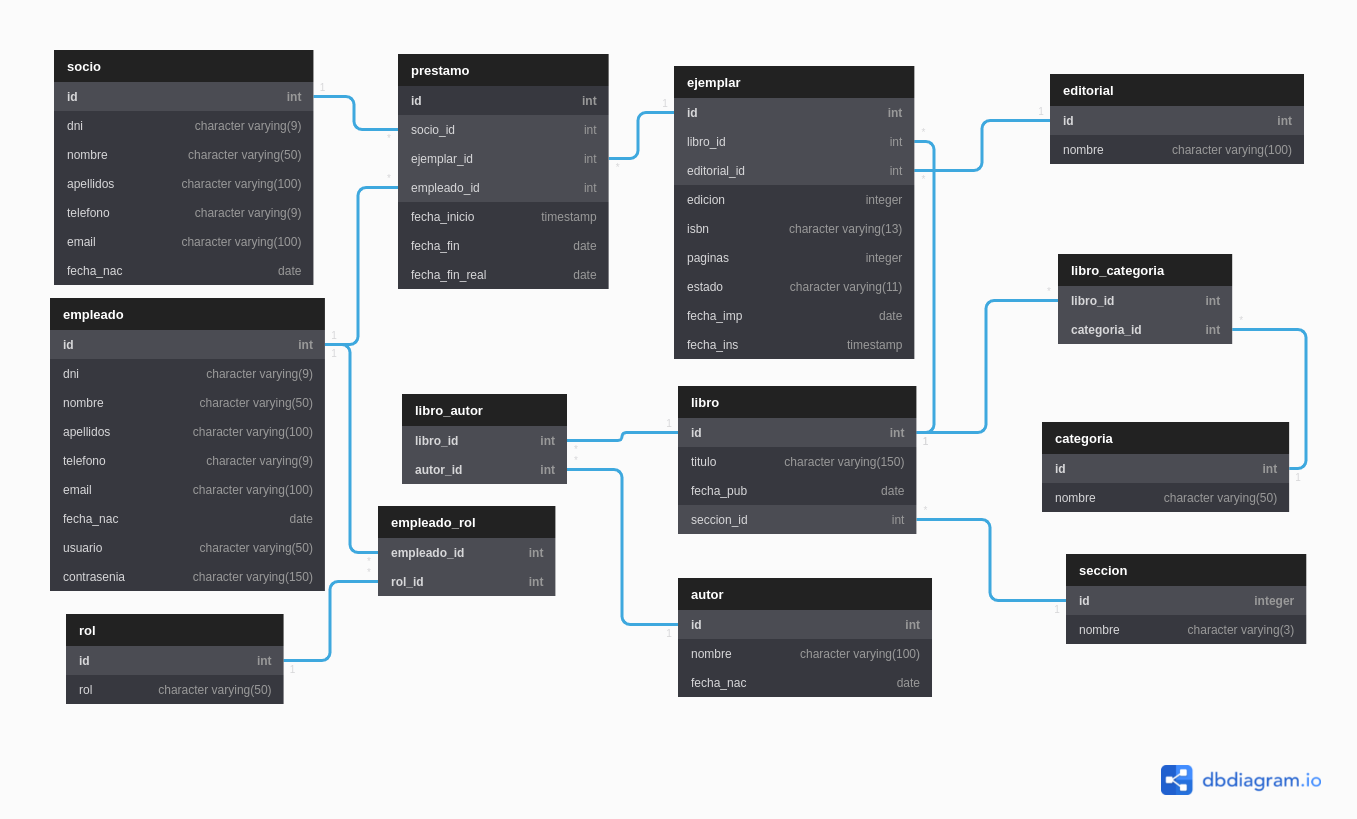 socio
id int
dni character varying(9)
nombre character varying(50)
apellidos character varying(100)
telefono character varying(9)
email character varying(100)
fecha_nac date
empleado
id int
dni character varying(9)
nombre character varying(50)
apellidos character varying(100)
telefono character varying(9)
email character varying(100)
fecha_nac date
usuario character varying(50)
contrasenia character varying(150)
rol
id int
rol character varying(50)
prestamo
id int
socio_id int
ejemplar_id int
empleado_id int
fecha_inicio timestamp
fecha_fin date
fecha_fin_real date
libro_autor
libro_id int
autor_id int
empleado_rol
empleado_id int
rol_id int
ejemplar
id int
libro_id int
editorial_id int
edicion integer
isbn character varying(13)
paginas integer
estado character varying(11)
fecha_imp date
fecha_ins timestamp
libro
id int
titulo character varying(150)
fecha_pub date
seccion_id int
autor
id int
nombre character varying(100)
fecha_nac date
editorial
id int
nombre character varying(100)
libro_categoria
libro_id int
categoria_id int
categoria
id int
nombre character varying(50)
seccion
id integer
nombre character varying(3)
1
*
*
1
1
*
1
*
*
1
*
1
*
*
1
*
1
*
*
1
*
1
1
1
dbdiagram.io